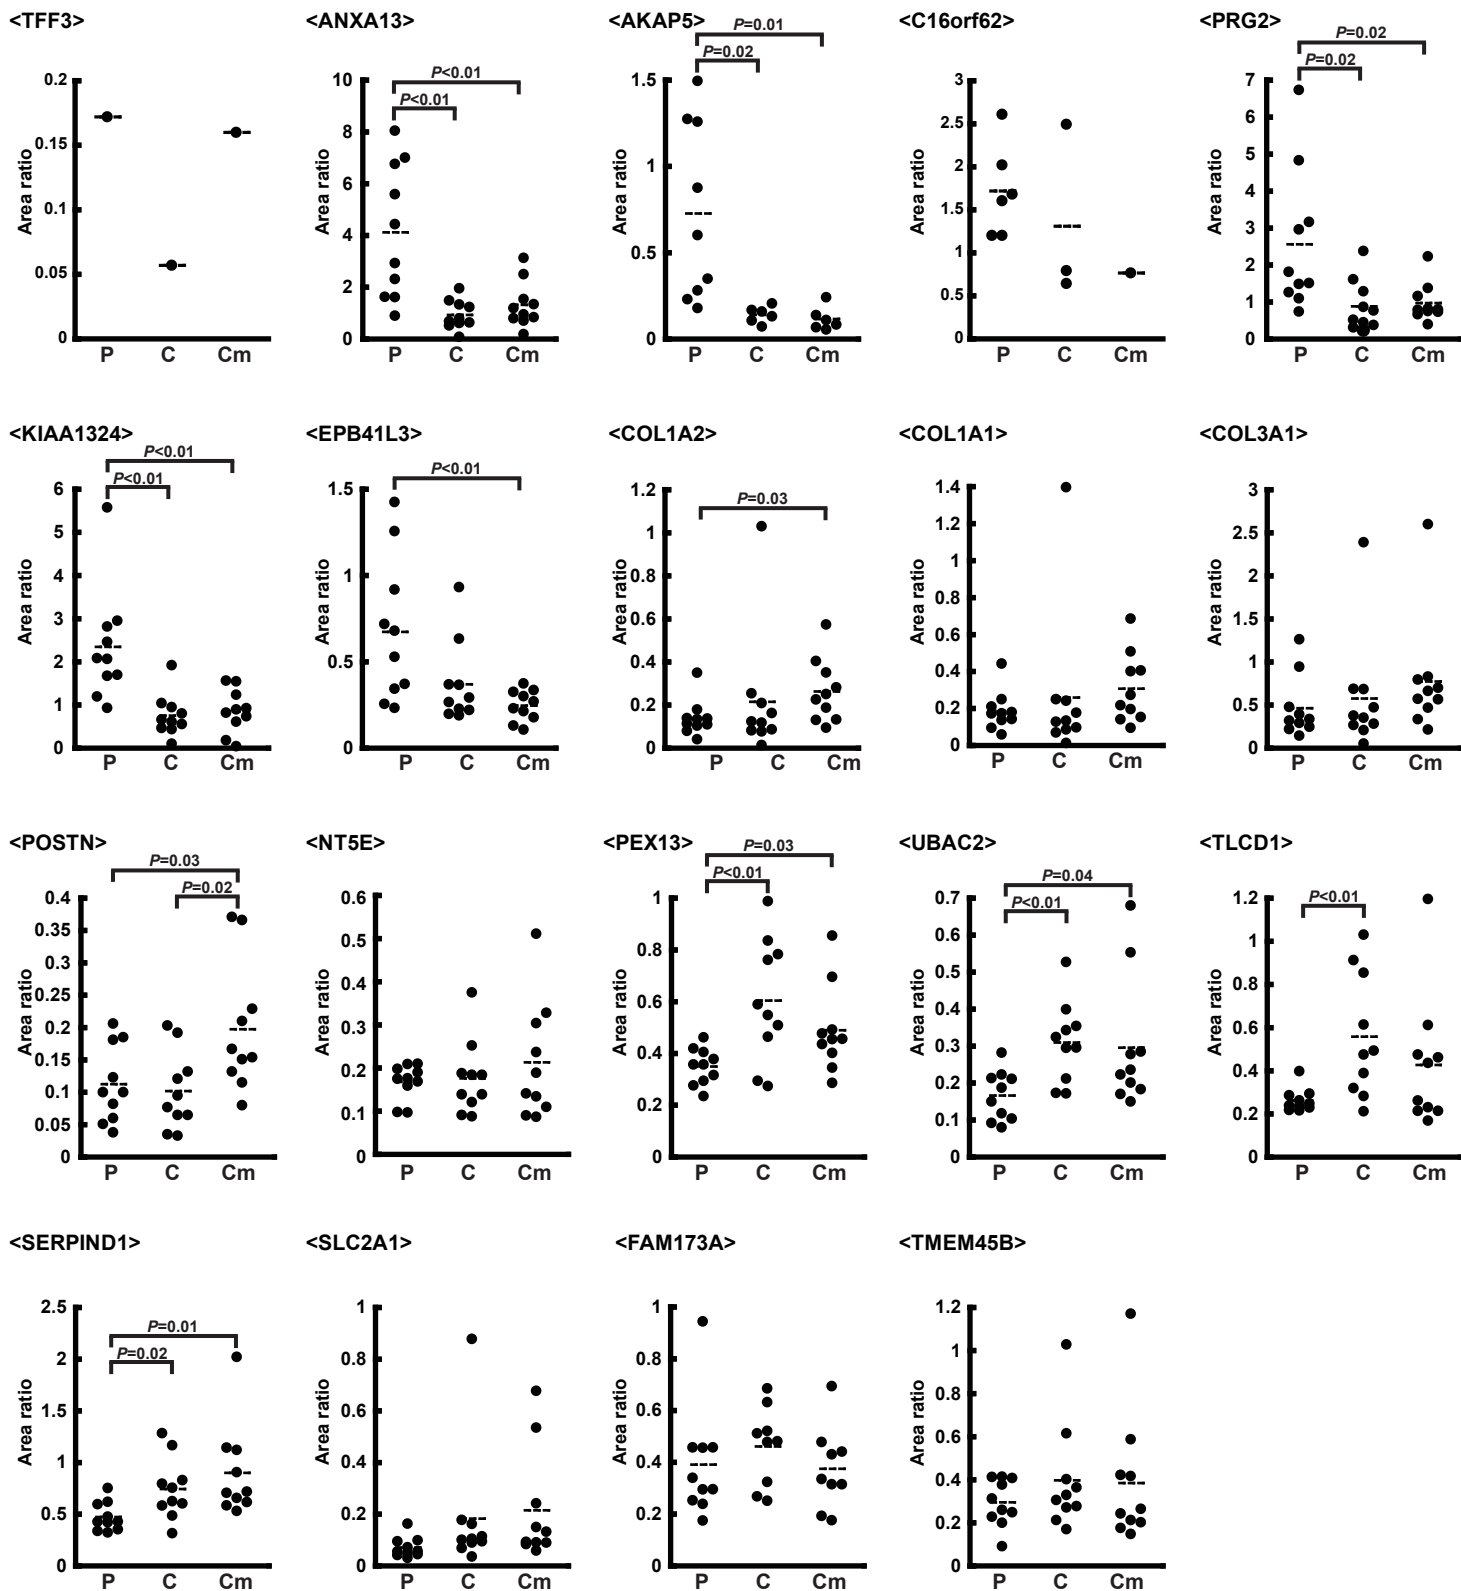 <TFF3>
Area ratio
0.2
0.15
0.1
0.05
0
P C Cm
<ANXA13>
P<0.01
P<0.01
Area ratio
10
8
6
4
2
0
P C Cm
<AKAP5>
P=0.01
P=0.02
Area ratio
1.5
1
0.5
0
P C Cm
<C16orf62>
Area ratio
3
2.5
2
1.5
1
0.5
0
P C Cm
<PRG2>
P=0.02
P=0.02
Area ratio
7
6
5
4
3
2
1
0
P C Cm
<KIAA1324>
P<0.01
P<0.01
Area ratio
6
5
4
3
2
1
0
P C Cm
<EPB41L3>
P<0.01
Area ratio
1.5
1
0.5
0
P C Cm
<COL1A2>
P=0.03
Area ratio
1.2
1
0.8
0.6
0.4
0.2
0
P C Cm
<COL1A1>
Area ratio
1.4
1.2
1
0.8
0.6
0.4
0.2
0
P C Cm
<COL3A1>
Area ratio
3
2.5
2
1.5
1
0.5
0
P C Cm
<POSTN>
P=0.03
P=0.02
Area ratio
0.4
0.35
0.3
0.25
0.2
0.15
0.1
0.05
0
P C Cm
<NT5E>
Area ratio
0.6
0.5
0.4
0.3
0.2
0.1
0
P C Cm
<PEX13>
P=0.03
P<0.01
Area ratio
1
0.8
0.6
0.4
0.2
0
P C Cm
<UBAC2>
P=0.04
P<0.01
Area ratio
0.7
0.6
0.5
0.4
0.3
0.2
0.1
0
P C Cm
<TLCD1>
P<0.01
Area ratio
1.2
1
0.8
0.6
0.4
0.2
0
P C Cm
<SERPIND1>
P=0.01
P=0.02
Area ratio
2.5
2
1.5
1
0.5
0
P C Cm
<SLC2A1>
Area ratio
1
0.8
0.6
0.4
0.2
0
P C Cm
<FAM173A>
Area ratio
1
0.8
0.6
0.4
0.2
0
P C Cm
<TMEM45B>
Area ratio
1.2
1
0.8
0.6
0.4
0.2
0
P C Cm